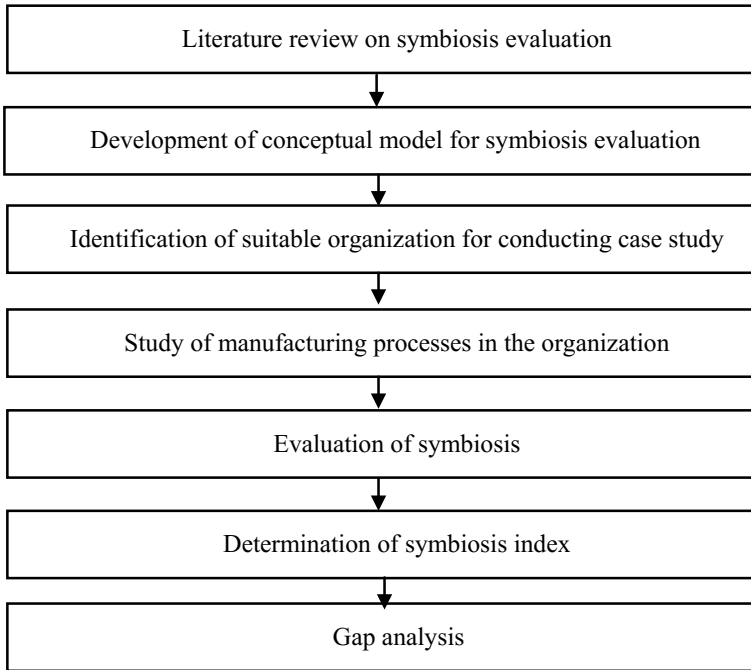 Literature review on symbiosis evaluation
Development of conceptual model for symbiosis evaluation
Identification of suitable organization for conducting case study
Study of manufacturing processes in the organization
Evaluation of symbiosis
Determination of symbiosis index
Gap analysis